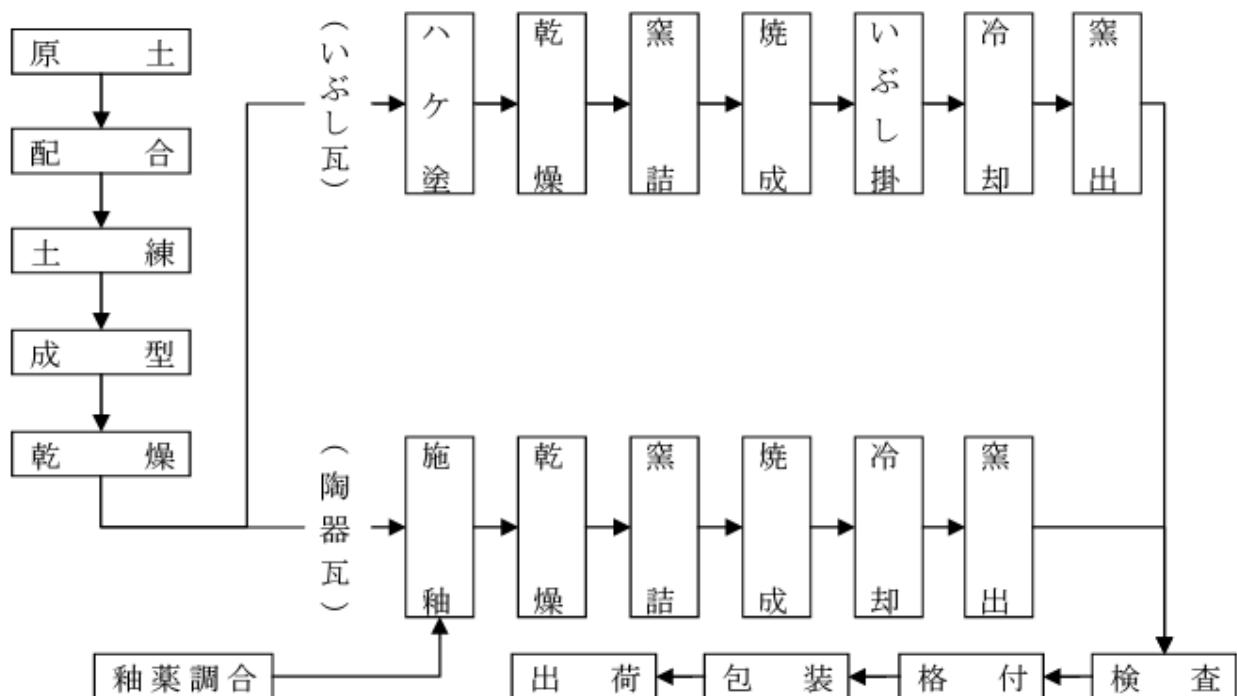 原土
配合
土練
成型
乾燥
（いぶし瓦）
ハケ塗
乾燥
窯詰
焼成
いぶし掛
冷却
窯出
（陶器瓦）
施釉
乾燥
窯詰
焼成
冷却
窯出
釉薬調合
検査
格付
包装
出荷